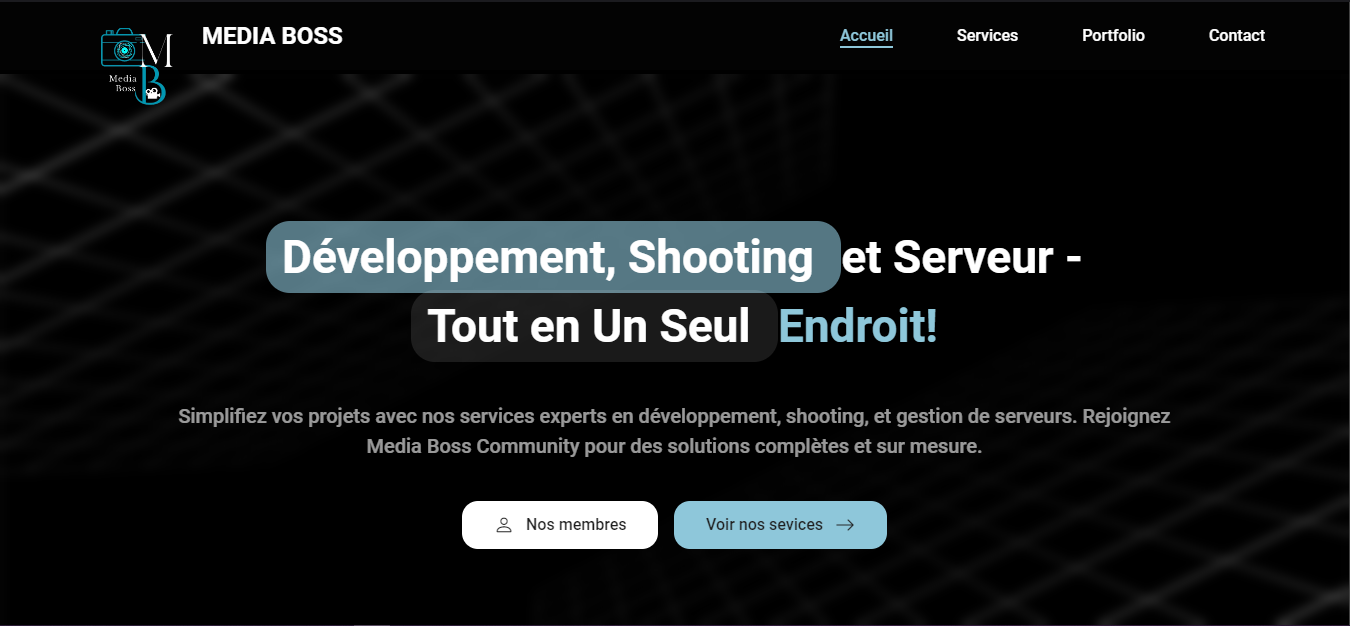 M
Media
Boss
B
MEDIA BOSS
Accueil
Services
Portfolio
Contact
Développement, Shooting et Serveur -
Tout en Un Seul Endroit!
Simplifiez vos projets avec nos services experts en développement, shooting, et gestion de serveurs. Rejoignez
Media Boss Community pour des solutions complètes et sur mesure.
Nos membres
Voir nos sevices